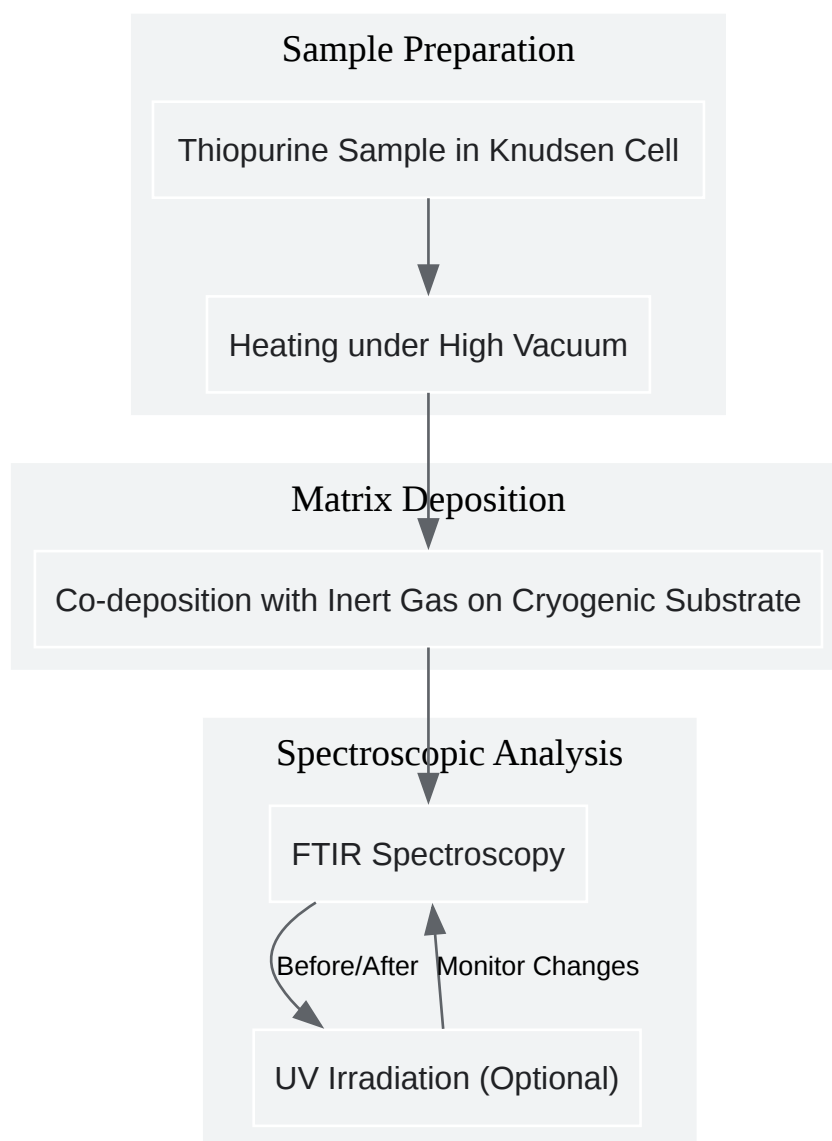 Sample Preparation
Thiopurine Sample in Knudsen Cell
Heating under High Vacuum
Matrix Deposition
Co-deposition with Inert Gas on Cryogenic Substrate
Spectroscopic Analysis
FTIR Spectroscopy
Before/After
Monitor Changes
UV Irradiation (Optional)